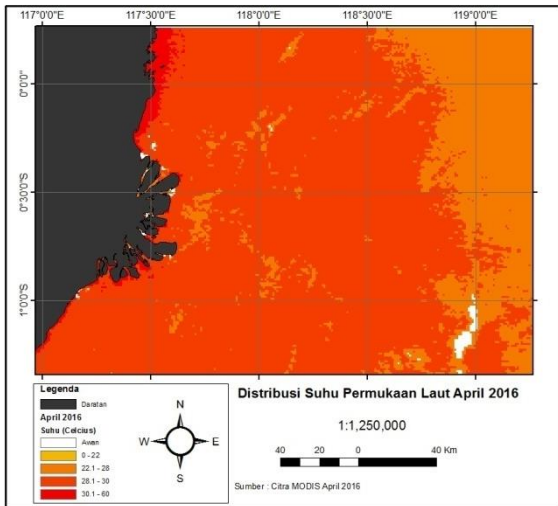 117°0'0"E 117°30'0"E 118°0'0"E 118°30'0"E 119°0'0"E
0°0'0"
0°30'0"S
1°0'0"S
Legenda
Daratan
April 2016
Suhu (Celcius)
Awan
0 - 22
22.1 - 28
28.1 - 30
30.1 - 60
N
W E
S
Distribusi Suhu Permukaan Laut April 2016
1:1,250,000
40 20 0 40 Km
Sumber : Citra MODIS April 2016